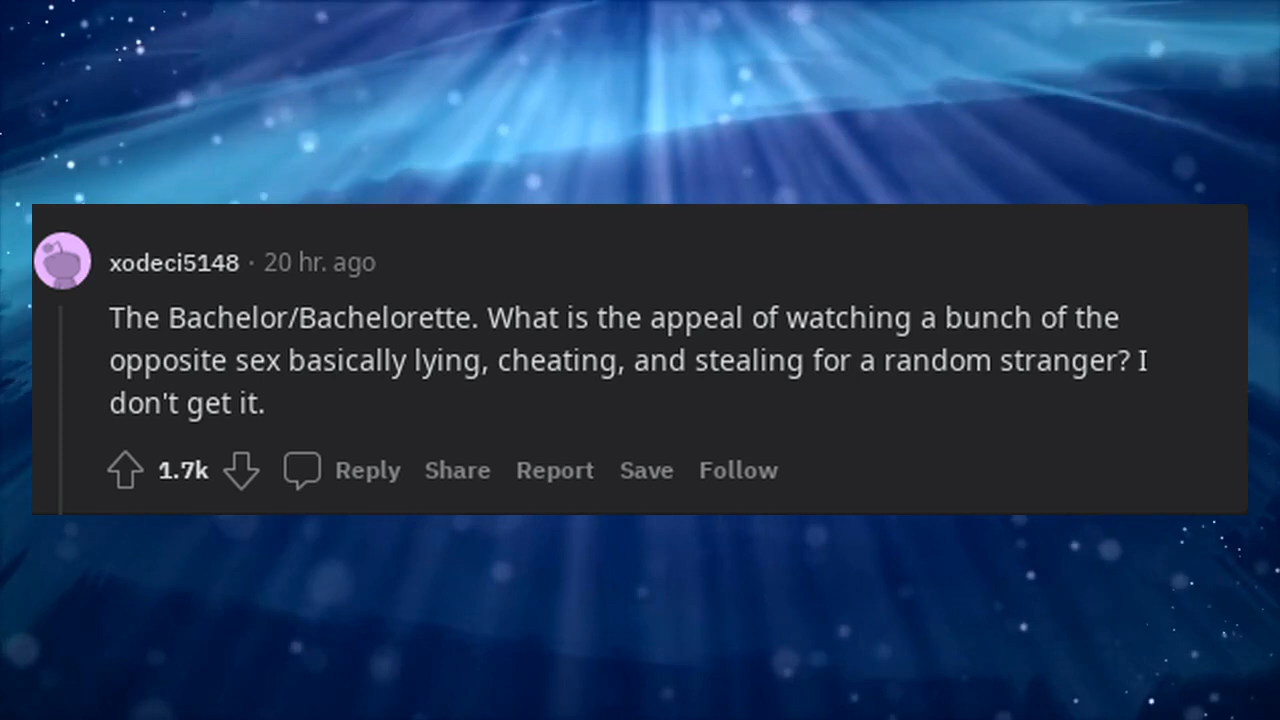 xodeci5148 · 20 hr. ago
The Bachelor/Bachelorette. What is the appeal of watching a bunch of the
opposite sex basically lying, cheating, and stealing for a random stranger? I
don't get it.
1.7k Reply Share Report Save Follow